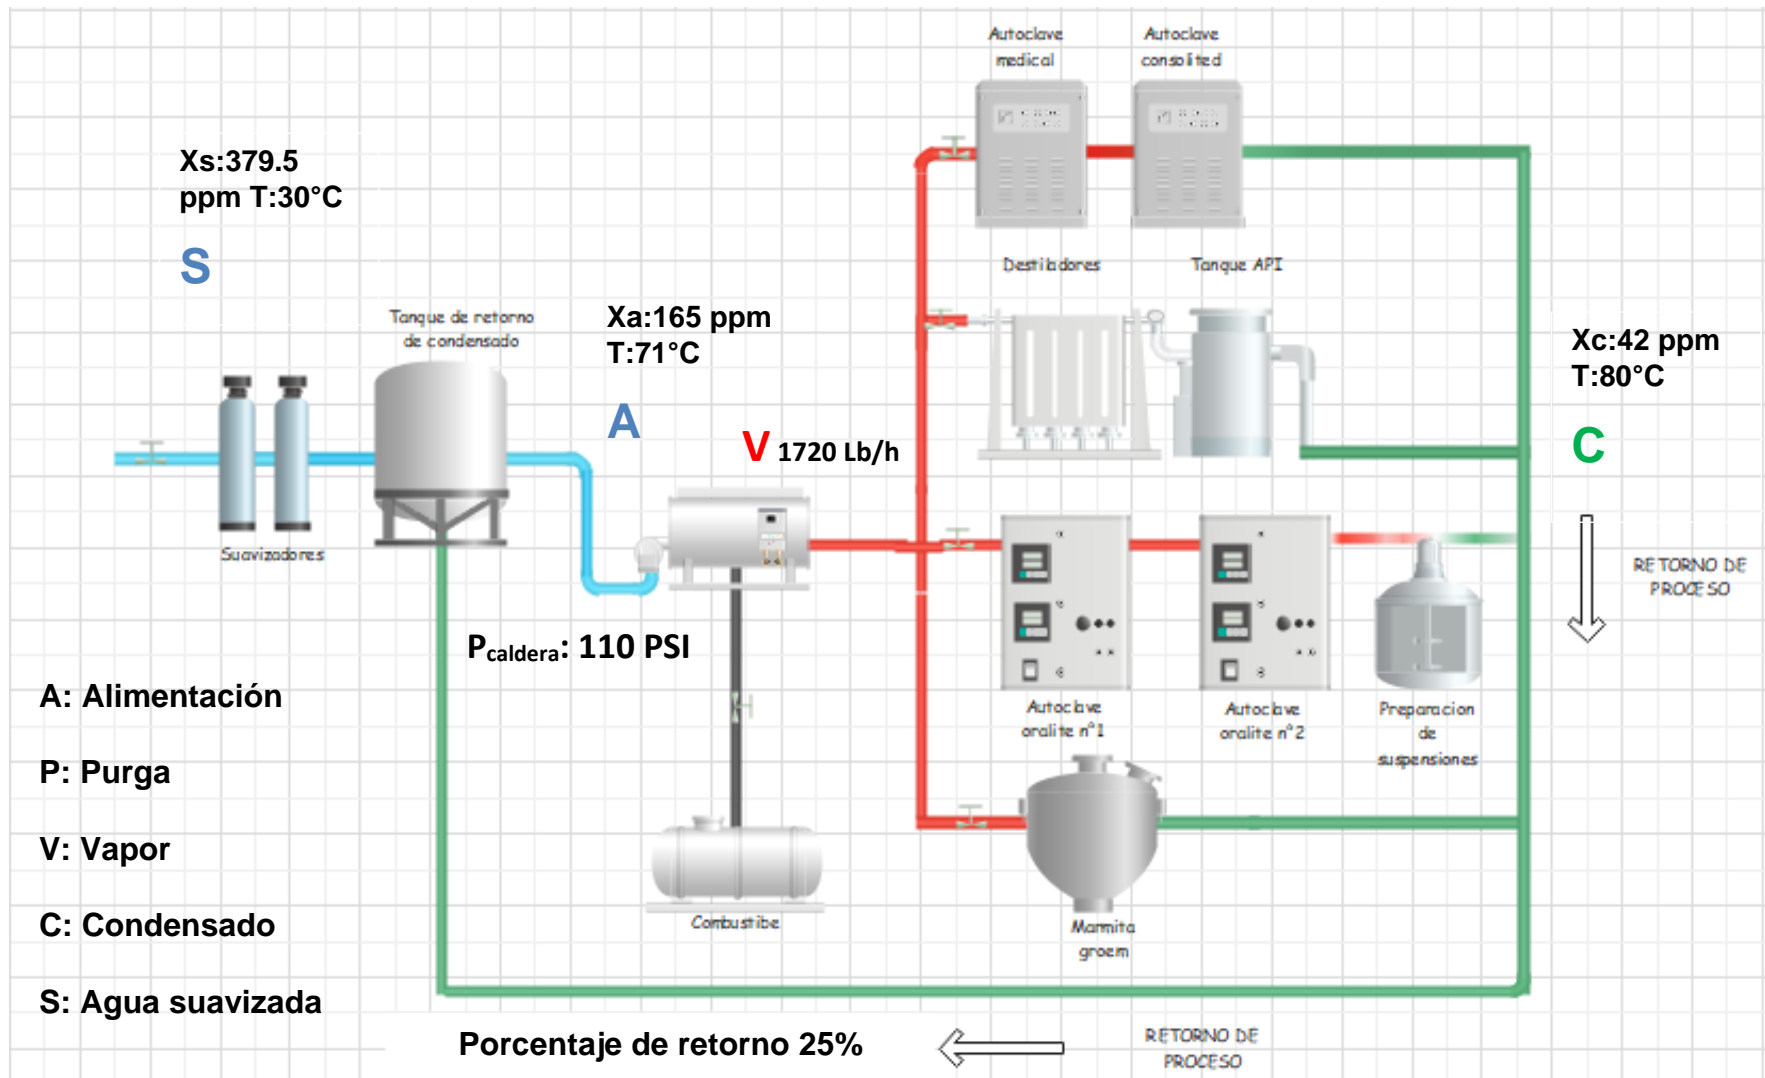 Autoclave
medical
Autoclave
consolited
Xs:379.5
ppm T:30°C
S
Destiladores
Tanque API
Tanque de retorno
de condensado
Xa:165 ppm
T:71°C
A
V 1720 Lb/h
Xc:42 ppm
T:80°C
C
Suavizadores
RETORNO DE
PROCESO
Pcaldera: 110 PSI
A: Alimentación
P: Purga
V: Vapor
C: Condensado
S: Agua suavizada
Autoclave
oralite n°1
Autoclave
oralite n°2
Preparacion
de
suspensiones
Combustibe
Marmita
groem
Porcentaje de retorno 25%
RETORNO DE
PROCESO